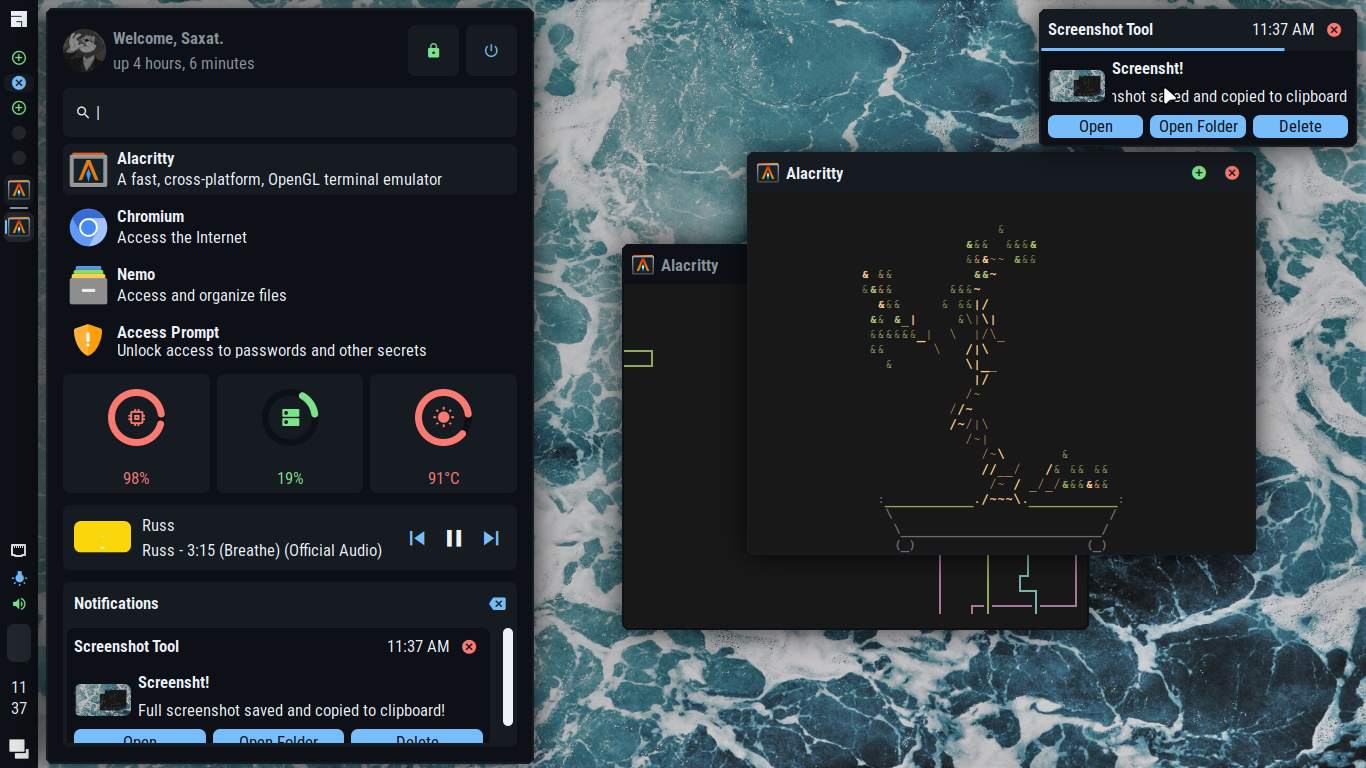 Welcome, Saxat.
up 4 hours, 6 minutes
Alacritty
A fast, cross-platform, OpenGL terminal emulator
Chromium
Access the Internet
Nemo
Access and organize files
Access Prompt
Unlock access to passwords and other secrets
98%
19%
91°C
Russ
Russ - 3:15 (Breathe) (Official Audio)
Notifications
Screenshot Tool 11:37 AM
Screensht!
Full screenshot saved and copied to clipboard!
Open Open Folder Delete
11
37
Screenshot Tool 11:37 AM
Screensht!
nshot saved and copied to clipboard
Open Open Folder Delete
Alacritty
Alacritty